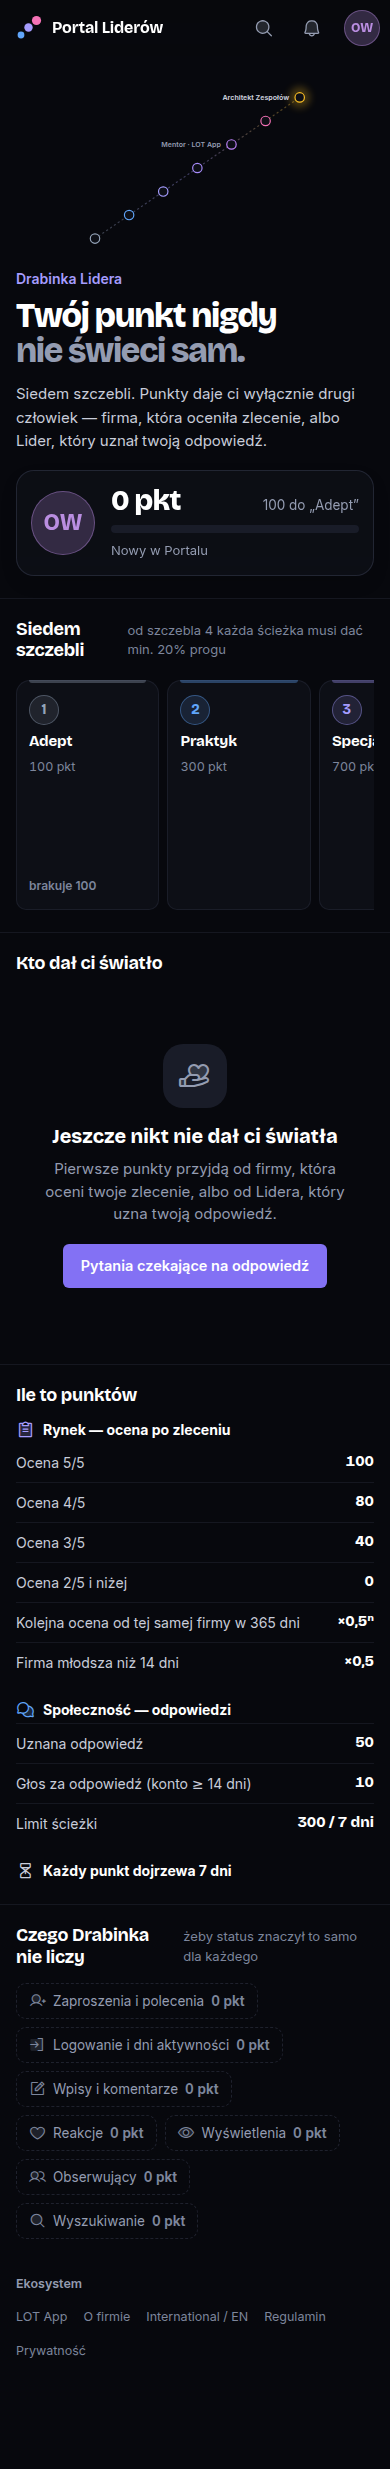 Portal Liderów
OW
Architekt Zespołów
Mentor · LOT App
Drabinka Lidera
Twój punkt nigdy
nie świeci sam.
Siedem szczebli. Punkty daje ci wyłącznie drugi
człowiek — firma, która oceniła zlecenie, albo
Lider, który uznał twoją odpowiedź.
OW
0 pkt
100 do „Adept”
Nowy w Portalu
Siedem
szczebli
od szczebla 4 każda ścieżka musi dać
min. 20% progu
1
Adept
100 pkt
brakuje 100
2
Praktyk
300 pkt
3
Specja
700 pk
Kto dał ci światło
Jeszcze nikt nie dał ci światła
Pierwsze punkty przyjdą od firmy, która
oceni twoje zlecenie, albo od Lidera, który
uzna twoją odpowiedź.
Pytania czekające na odpowiedź
Ile to punktów
Rynek — ocena po zleceniu
Ocena 5/5 100
Ocena 4/5 80
Ocena 3/5 40
Ocena 2/5 i niżej 0
Kolejna ocena od tej samej firmy w 365 dni ×0,5ⁿ
Firma młodsza niż 14 dni ×0,5
Społeczność — odpowiedzi
Uznana odpowiedź 50
Głos za odpowiedź (konto ≥ 14 dni) 10
Limit ścieżki 300 / 7 dni
Każdy punkt dojrzewa 7 dni
Czego Drabinka
nie liczy
żeby status znaczył to samo
dla każdego
Zaproszenia i polecenia 0 pkt
Logowanie i dni aktywności 0 pkt
Wpisy i komentarze 0 pkt
Reakcje 0 pkt
Wyświetlenia 0 pkt
Obserwujący 0 pkt
Wyszukiwanie 0 pkt
Ekosystem
LOT App O firmie International / EN Regulamin
Prywatność